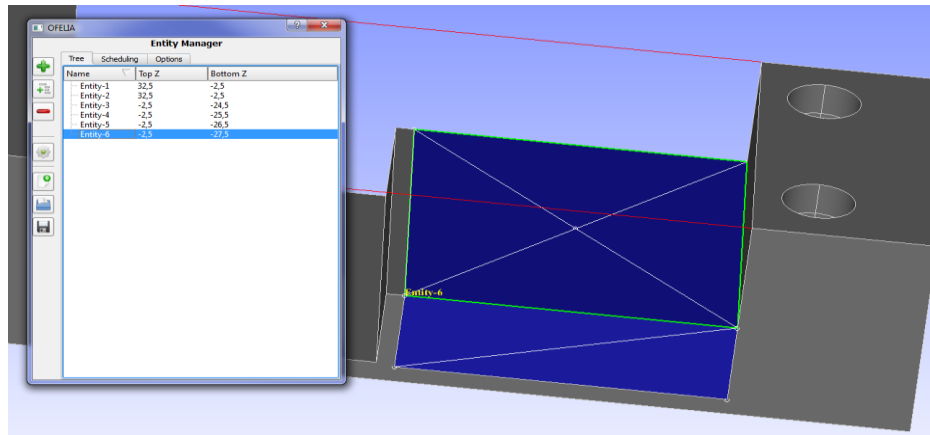 OFELIA
Entity Manager
Tree Scheduling Options
Name Top Z Bottom Z
Entity-1 32,5 -2,5
Entity-2 32,5 -2,5
Entity-3 -2,5 -24,5
Entity-4 -2,5 -25,5
Entity-5 -2,5 -26,5
Entity-6 -2,5 -27,5
Entity-6